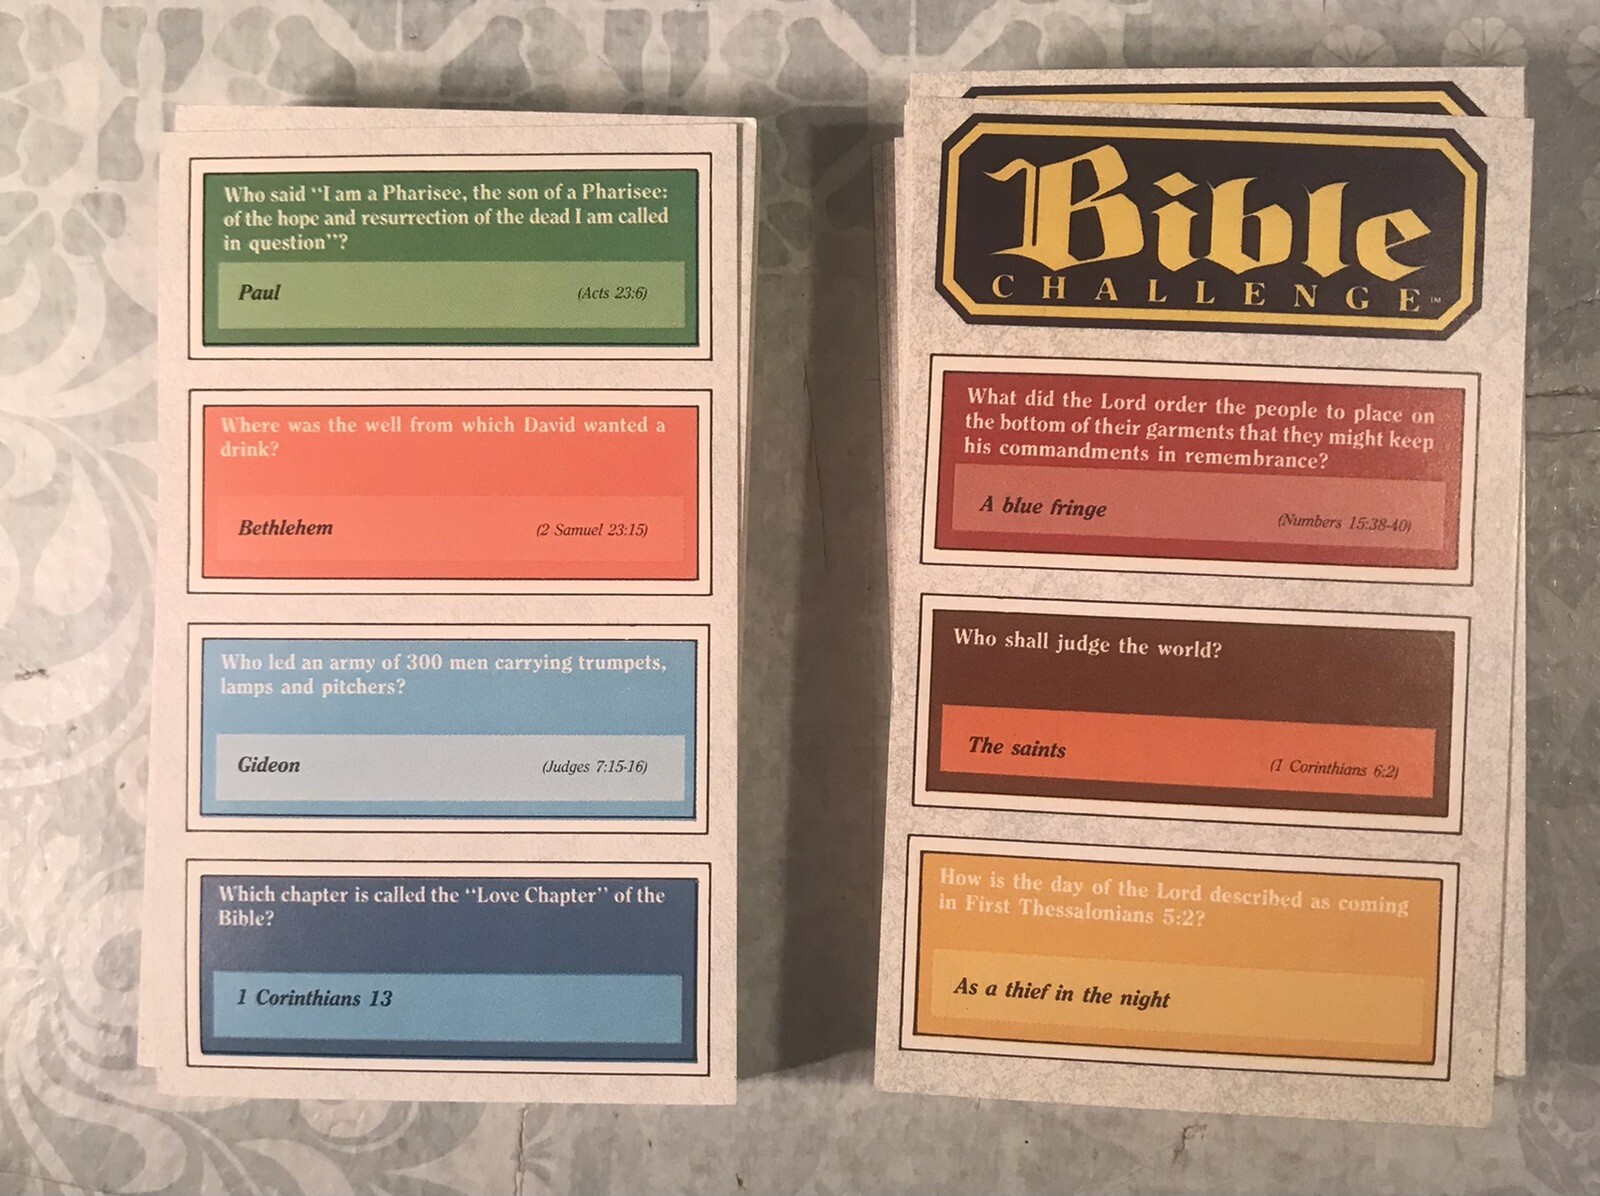 Who said "I am a Pharisee, the son of a Pharisee:
of the hope and resurrection of the dead I am called
in question"?
Paul (Acts 23:6)
Where was the well from which David wanted a
drink?
Bethlehem (2 Samuel 23:15)
Who led an army of 300 men carrying trumpets,
lamps and pitchers?
Gideon (Judges 7:15-16)
Which chapter is called the "Love Chapter" of the
Bible?
1 Corinthians 13
Bible
CHALLENGE™
What did the Lord order the people to place on
the bottom of their garments that they might keep
his commandments in remembrance?
A blue fringe (Numbers 15:38-40)
Who shall judge the world?
The saints (1 Corinthians 6:2)
How is the day of the Lord described as coming
in First Thessalonians 5:2?
As a thief in the night